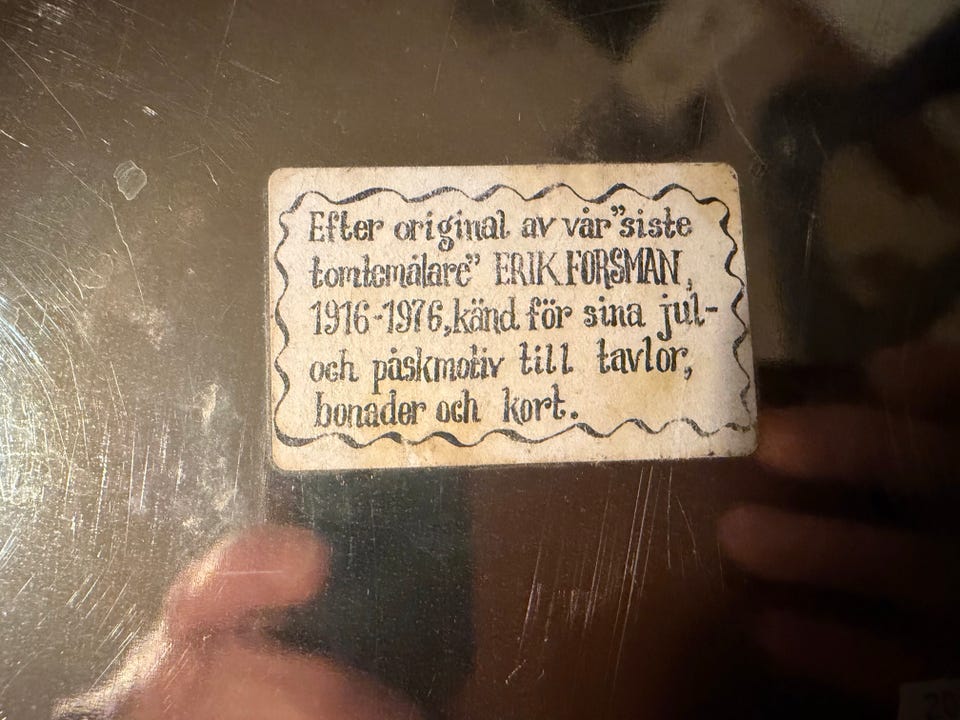 Efter original av vår "siste
tomtemålare" ERIK FORSMAN,
1916-1976, känd för sina jul-
och påskmotiv till tavlor,
bonader och kort.